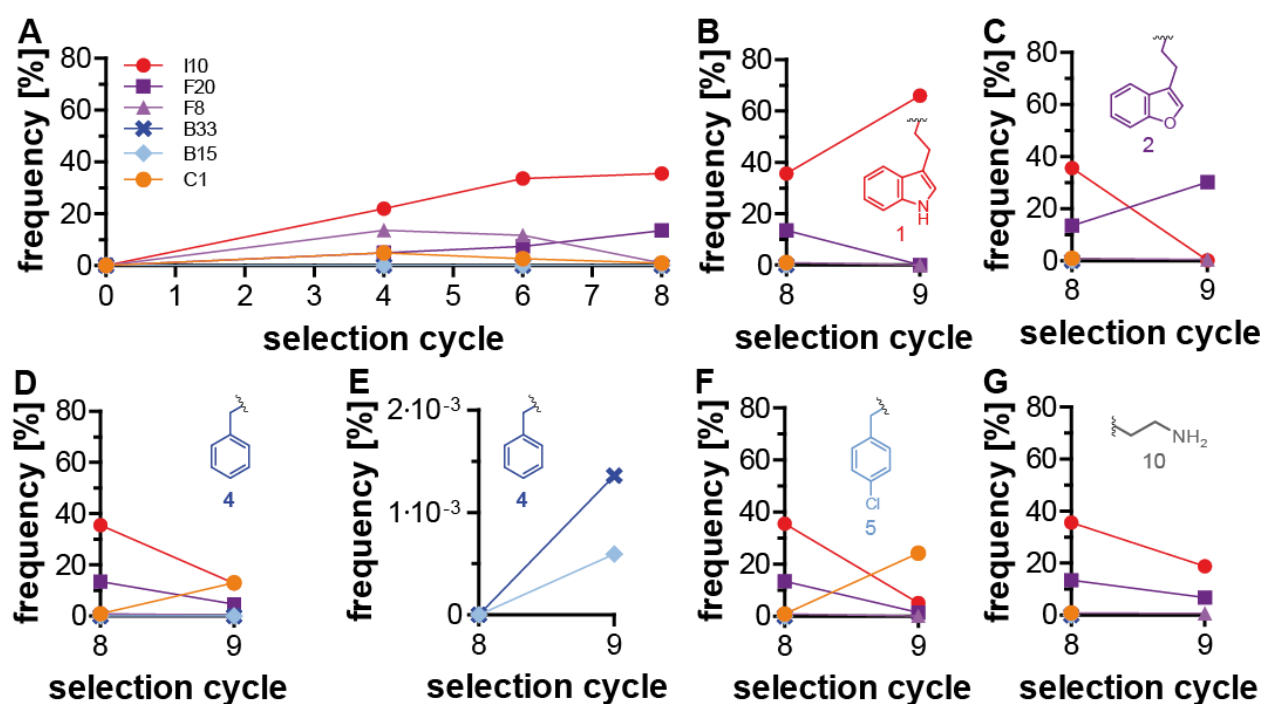 A
frequency [%]
80
60
40
20
0
I10
F20
F8
B33
B15
C1
0 1 2 3 4 5 6 7 8
selection cycle
B
frequency [%]
80
60
40
20
0
N
H
1
8 9
selection cycle
C
frequency [%]
80
60
40
20
0
O
2
8 9
selection cycle
D
frequency [%]
80
60
40
20
0
4
8 9
selection cycle
E
frequency [%]
2·10-3
1·10-3
0
4
8 9
selection cycle
F
frequency [%]
80
60
40
20
0
Cl
5
8 9
selection cycle
G
frequency [%]
80
60
40
20
0
NH2
10
8 9
selection cycle